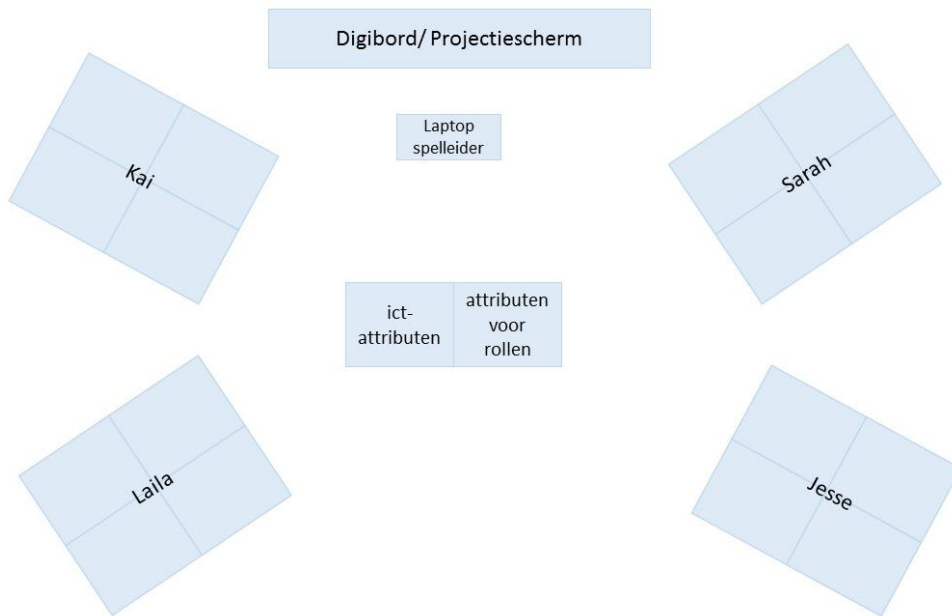 Digibord/ Projectiescherm
Laptop
spelleider
Kai
Sarah
ict-
attributen
attributen
voor
rollen
Laila
Jesse